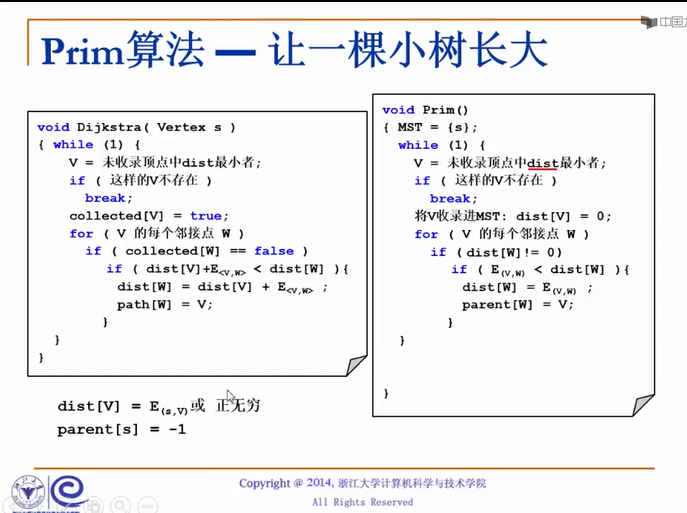 中国大
Prim算法 — 让一棵小树长大
void Dijkstra( Vertex s )
{ while (1) {
V = 未收录顶点中dist最小者;
if ( 这样的V不存在 )
break;
collected[V] = true;
for ( V 的每个邻接点 W )
if ( collected[W] == false )
if ( dist[V]+E<V,W> < dist[W] ){
dist[W] = dist[V] + E<V,W> ;
path[W] = V;
}
}
}
void Prim()
{ MST = {s};
while (1) {
V = 未收录顶点中dist最小者;
if ( 这样的V不存在 )
break;
将V收录进MST: dist[V] = 0;
for ( V 的每个邻接点 W )
if ( dist[W]!= 0)
if ( E(V,W) < dist[W] ){
dist[W] = E(V,W) ;
parent[W] = V;
}
}
}
dist[V] = E(s,V)或 正无穷
parent[s] = -1
Copyright @ 2014, 浙江大学计算机科学与技术学院
All Rights Reserved